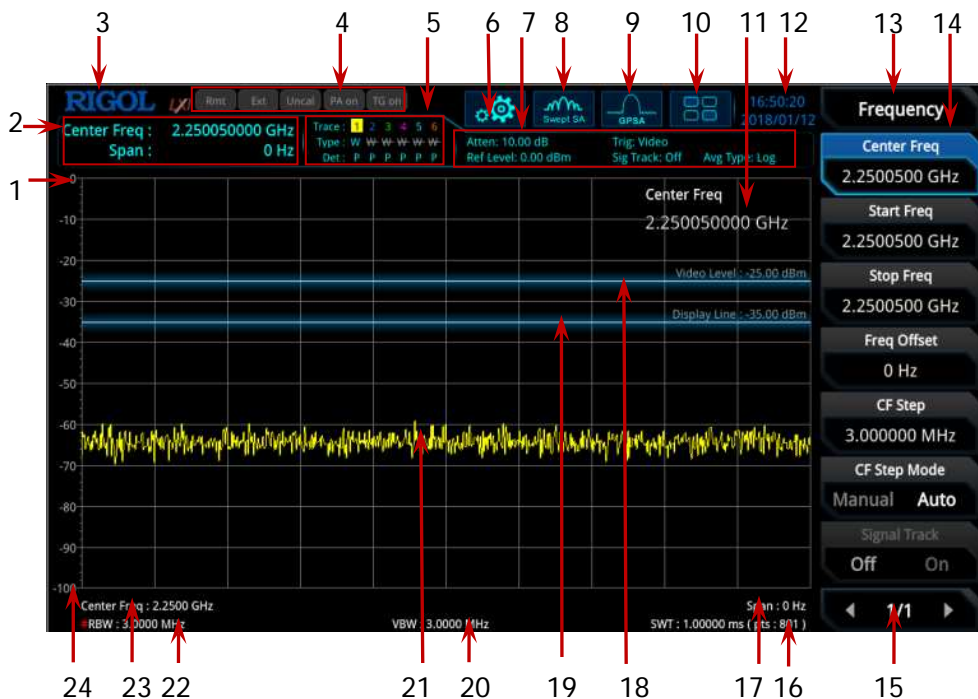 3 4 5 6 7 8 9 10 11 12 13 14
RIGOL LXI Rmt Ext Uncal PA on TG on
Swept SA
GPSA
16:50:20
2018/01/12
2
Center Freq : 2.250050000 GHz
Span : 0 Hz
Trace : 1 2 3 4 5 6
Type : W W W W W W
Det : P P P P P P
Atten: 10.00 dB Trig: Video
Ref Level: 0.00 dBm Sig Track: Off Avg Type: Log
1
0
-10
-20
-30
-40
-50
-60
-70
-80
-90
-100
Center Freq
2.250050000 GHz
Video Level : -25.00 dBm
Display Line : -35.00 dBm
Center Freq : 2.2500 GHz Span : 0 Hz
#RBW : 3.0000 MHz VBW : 3.0000 MHz SWT : 1.00000 ms ( pts : 801 )
Frequency
Center Freq
2.2500500 GHz
Start Freq
2.2500500 GHz
Stop Freq
2.2500500 GHz
Freq Offset
0 Hz
CF Step
3.000000 MHz
CF Step Mode
Manual Auto
Signal Track
Off On
1/1
24 23 22 21 20 19 18 17 16 15